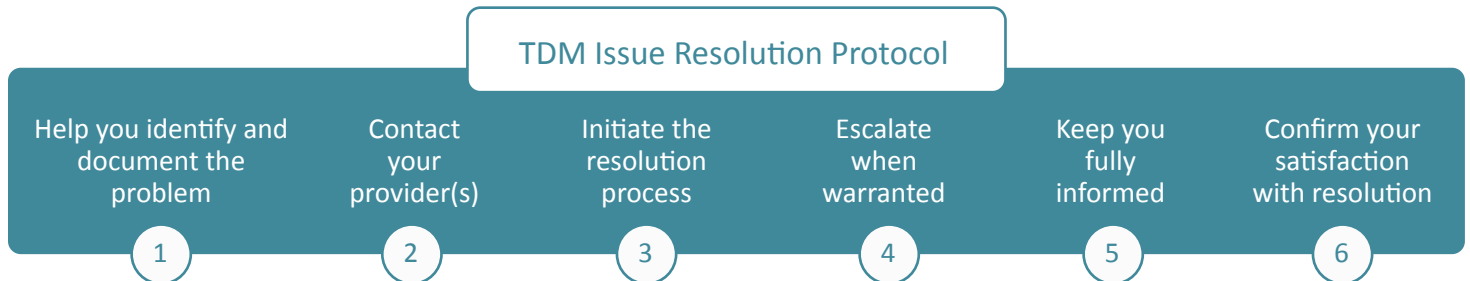 TDM Issue Resolution Protocol
Help you identify and
document the
problem
1
Contact
your
provider(s)
2
Initiate the
resolution
process
3
Escalate
when
warranted
4
Keep you
fully
informed
5
Confirm your
satisfaction
with resolution
6